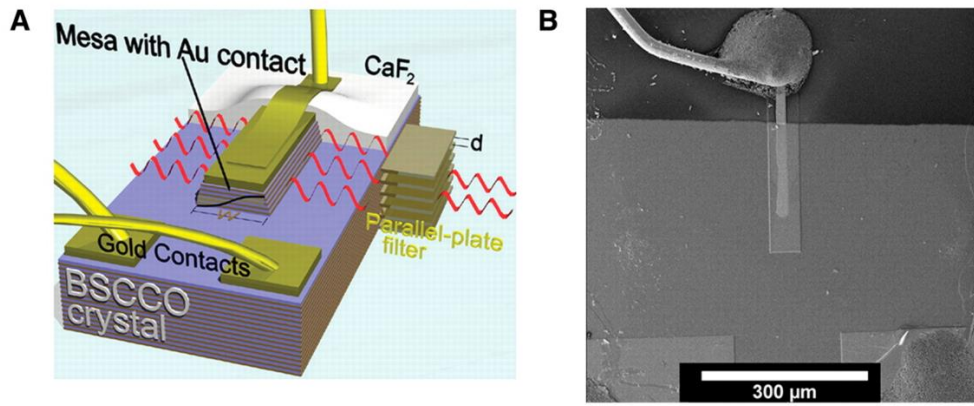 A
Mesa with Au contact
CaF2
d
w
Parallel-plate
filter
Gold Contacts
BSCCO
crystal
B
300 µm